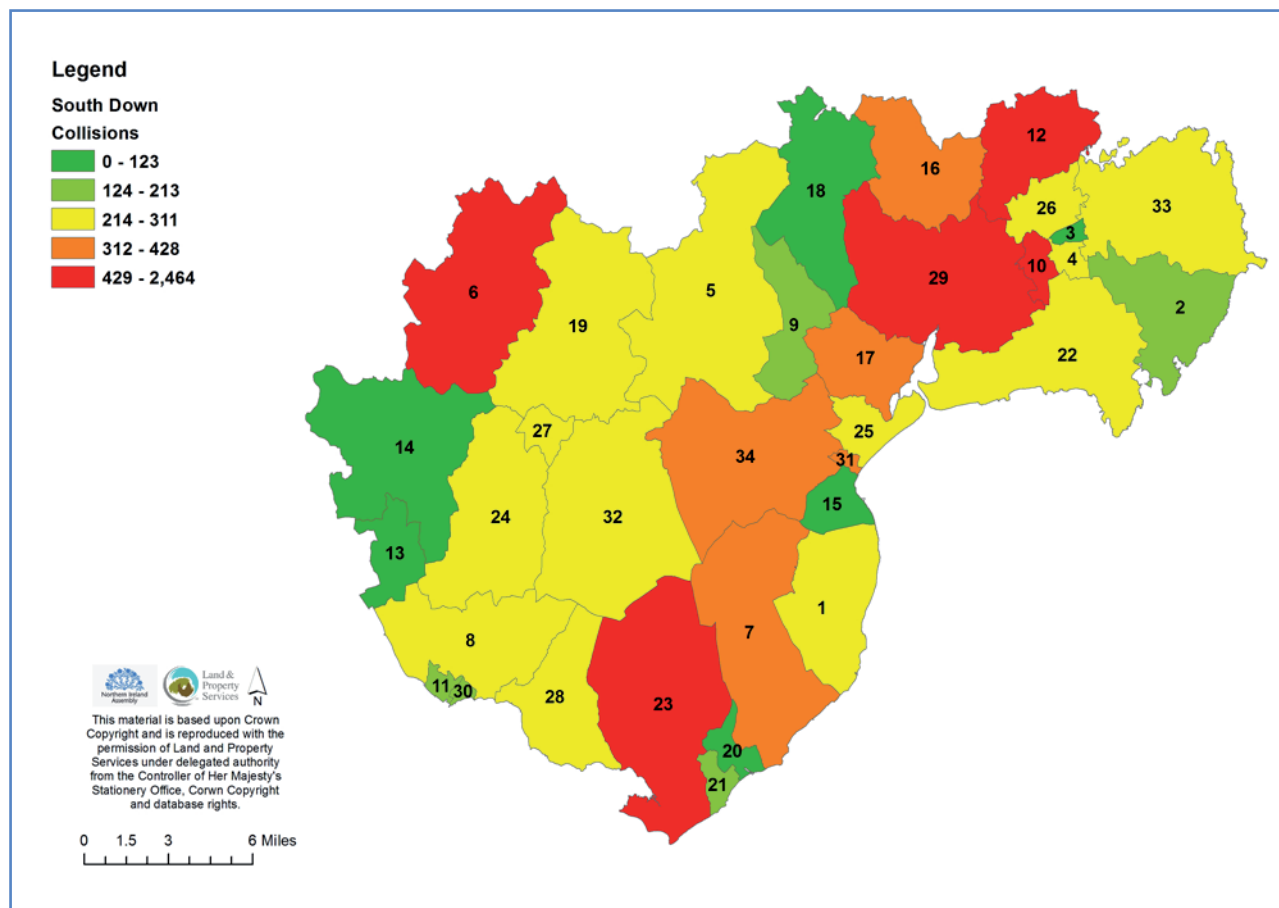 Legend
South Down
Collisions
0 - 123
124 - 213
214 - 311
312 - 428
429 - 2,464
12
16
33
18
26
3
4
10
29
2
6
5
19
9
22
17
27
25
14
34
31
15
24
32
13
1
8
7
11
30
28
23
20
21
Northern Ireland
Assembly
Land &
Property
Services
N
This material is based upon Crown
Copyright and is reproduced with the
permission of Land and Property
Services under delegated authority
from the Controller of Her Majesty's
Stationery Office, Corwn Copyright
and database rights.
0 1.5 3 6 Miles